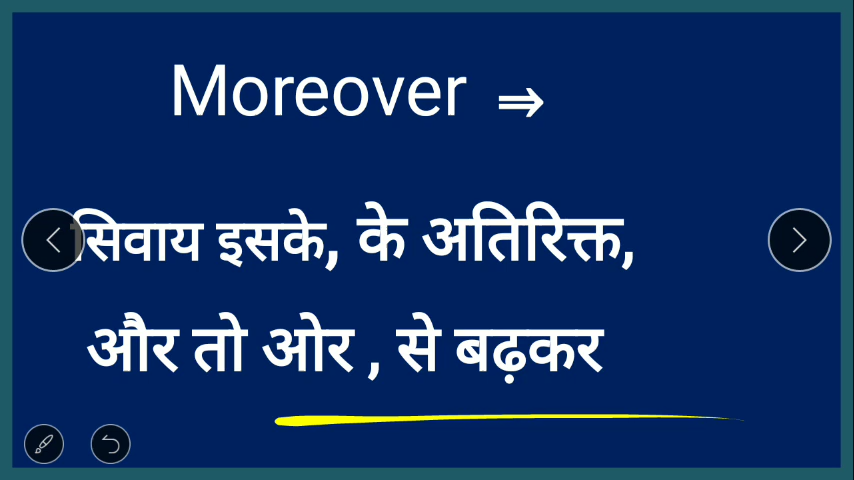 Moreover ⇒
सिवाय इसके, के अतिरिक्त,
और तो ओर , से बढ़कर